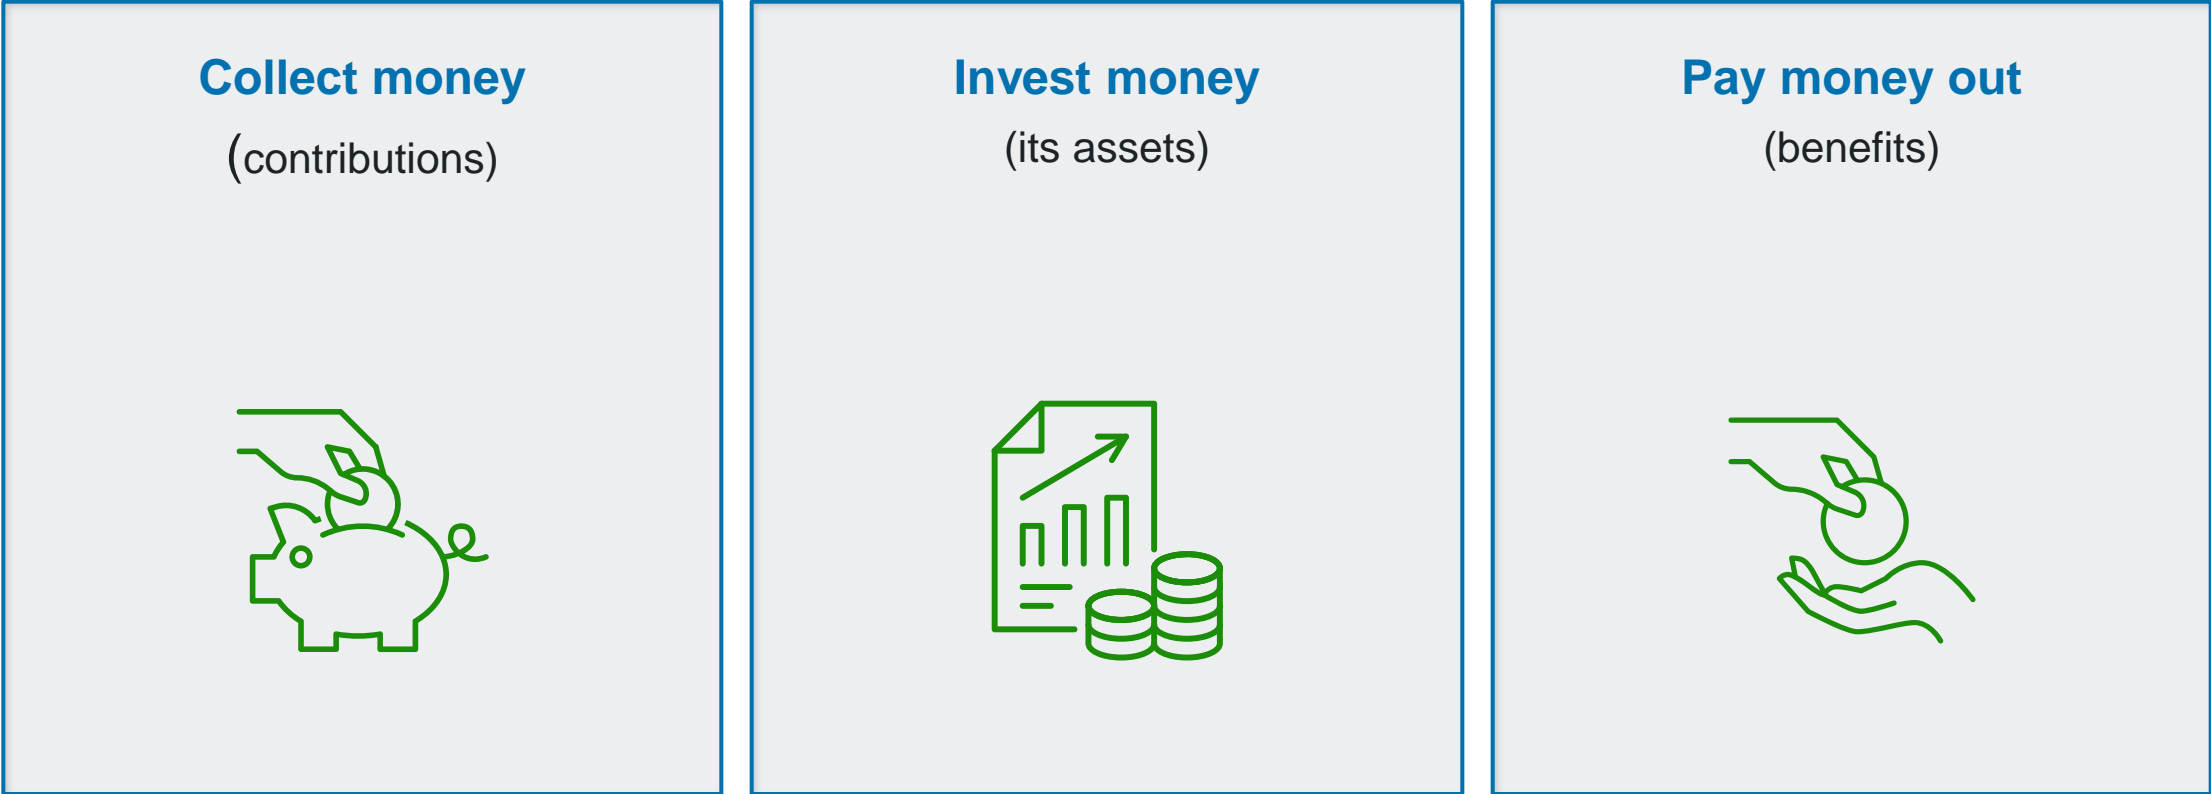 Collect money
(contributions)
Invest money
(its assets)
Pay money out
(benefits)